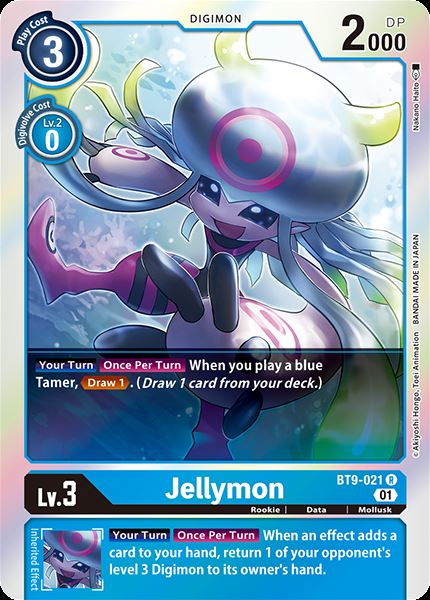 Play Cost
3
DIGIMON
DP
2000
Digivolve Cost
Lv.2
0
Nakano Haito
Your Turn Once Per Turn When you play a blue
Tamer, Draw 1. (Draw 1 card from your deck.)
©Akiyoshi Hongo, Toei Animation BANDAI MADE IN JAPAN
Lv.3
Jellymon
BT9-021 R
01
Rookie | Data | Mollusk
Inherited Effect
Your Turn Once Per Turn When an effect adds a
card to your hand, return 1 of your opponent's
level 3 Digimon to its owner's hand.